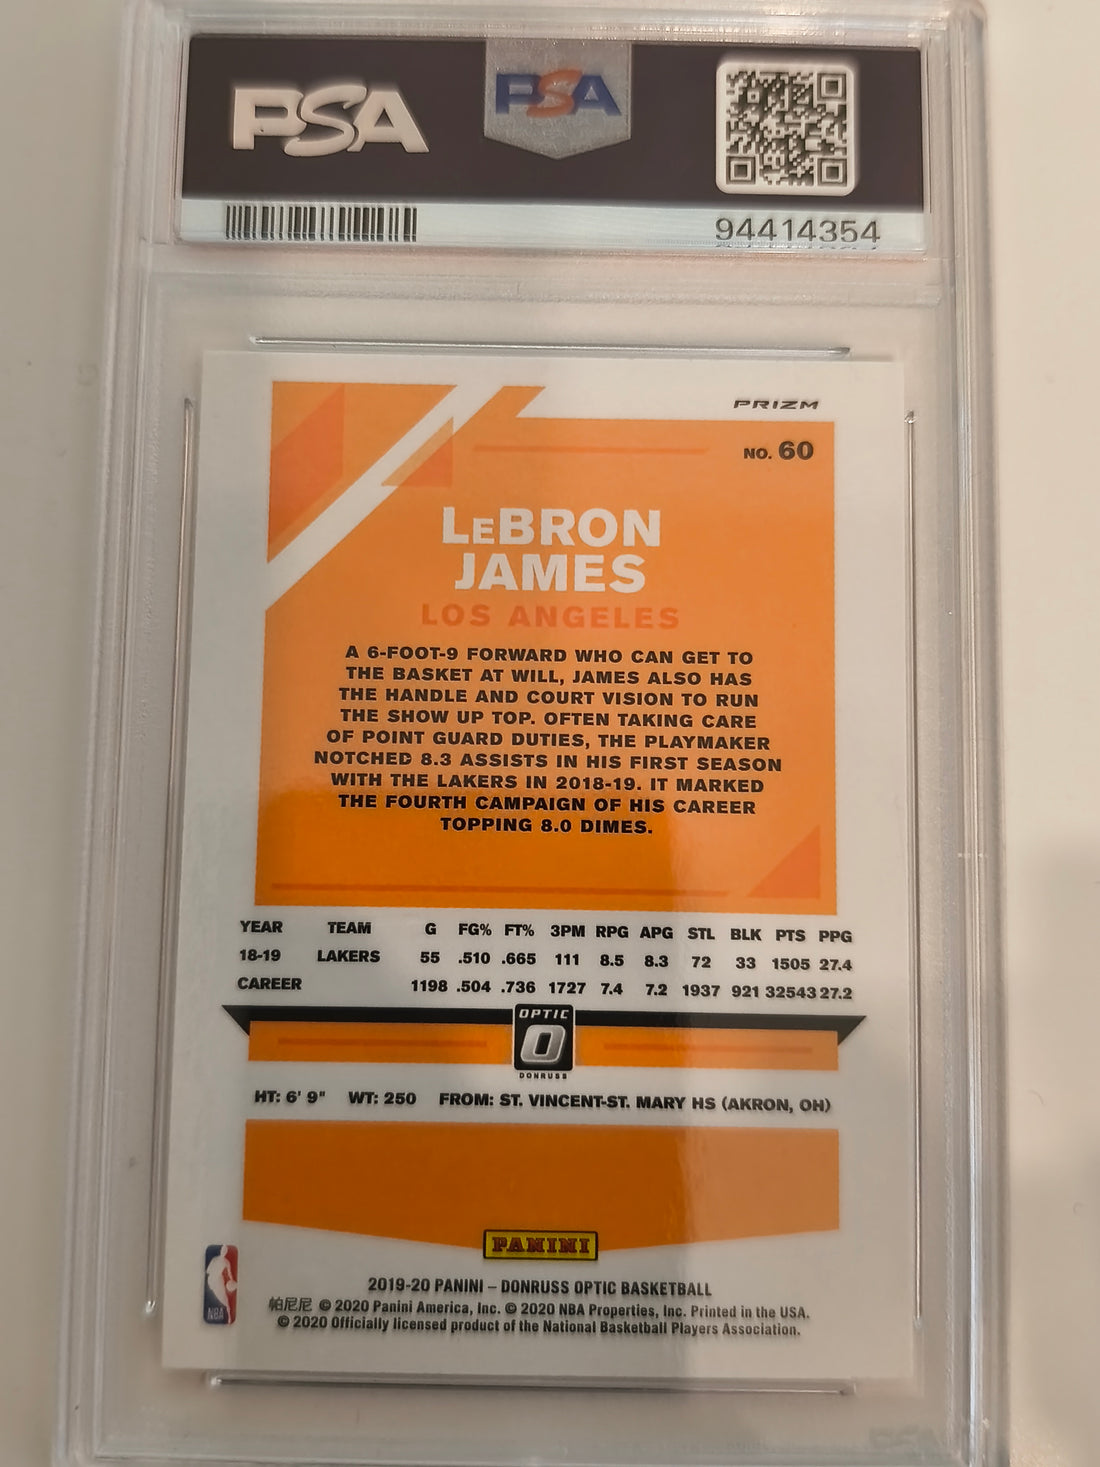 PSA
PSA
94414354
PRIZM
NO. 60
LeBRON
JAMES
LOS ANGELES
A 6-FOOT-9 FORWARD WHO CAN GET TO
THE BASKET AT WILL, JAMES ALSO HAS
THE HANDLE AND COURT VISION TO RUN
THE SHOW UP TOP. OFTEN TAKING CARE
OF POINT GUARD DUTIES, THE PLAYMAKER
NOTCHED 8.3 ASSISTS IN HIS FIRST SEASON
WITH THE LAKERS IN 2018-19. IT MARKED
THE FOURTH CAMPAIGN OF HIS CAREER
TOPPING 8.0 DIMES.
YEAR TEAM G FG% FT% 3PM RPG APG STL BLK PTS PPG
18-19 LAKERS 55 .510 .665 111 8.5 8.3 72 33 1505 27.4
CAREER 1198 .504 .736 1727 7.4 7.2 1937 921 32543 27.2
OPTIC
O
DONRUSS
HT: 6' 9" WT: 250 FROM: ST. VINCENT-ST. MARY HS (AKRON, OH)
PANINI
NBA
2019-20 PANINI – DONRUSS OPTIC BASKETBALL
帕尼尼 © 2020 Panini America, Inc. © 2020 NBA Properties, Inc. Printed in the USA.
© 2020 Officially licensed product of the National Basketball Players Association.
PSA